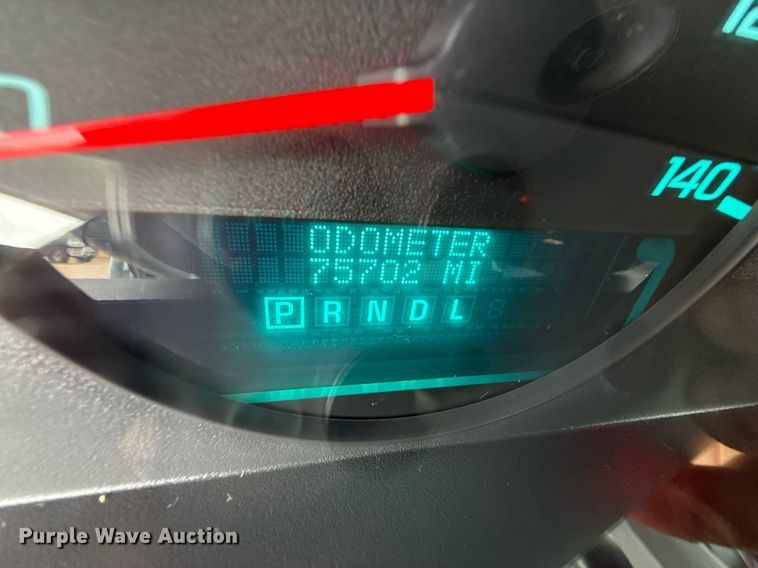 140
ODOMETER
75702 MI
P R N D L
Purple Wave Auction